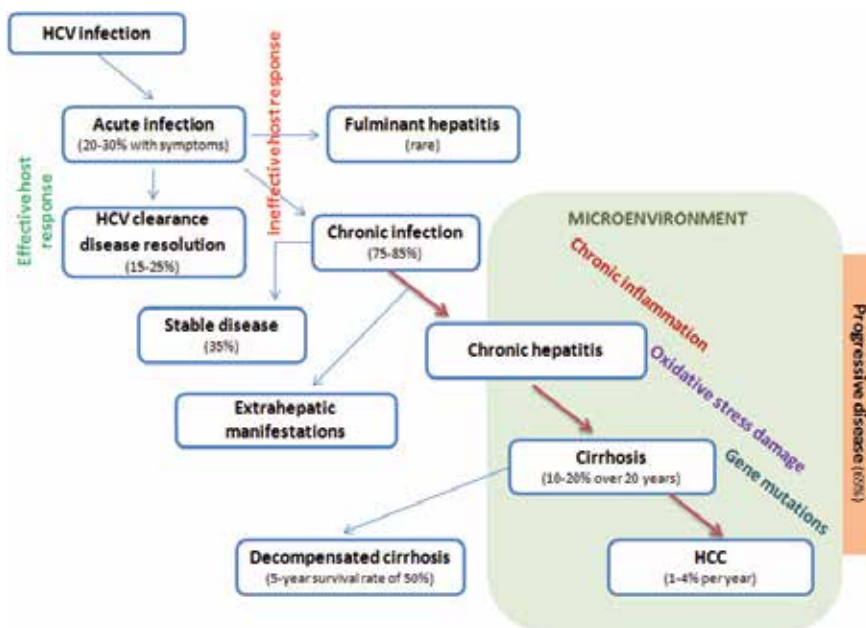 HCV infection
Acute infection
(20-30% with symptoms)
Ineffective host response
Fulminant hepatitis
(rare)
Effective host
response
HCV clearance
disease resolution
(15-25%)
Chronic infection
(75-85%)
MICROENVIRONMENT
Chronic inflammation
Stable disease
(35%)
Chronic hepatitis
Oxidative stress damage
Progressive disease (65%)
Extrahepatic
manifestations
Cirrhosis
(10-20% over 20 years)
Gene mutations
Decompensated cirrhosis
(5-year survival rate of 50%)
HCC
(1-4% per year)